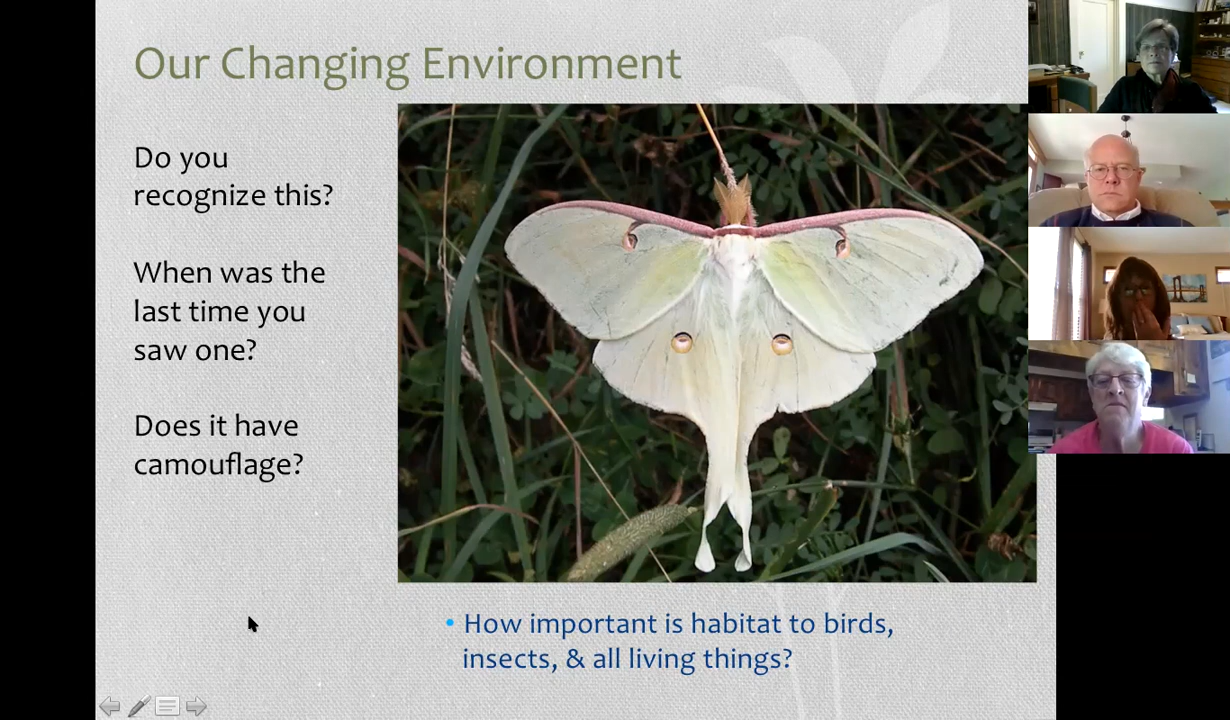 Our Changing Environment
Do you
recognize this?
When was the
last time you
saw one?
Does it have
camouflage?
• How important is habitat to birds,
insects, & all living things?